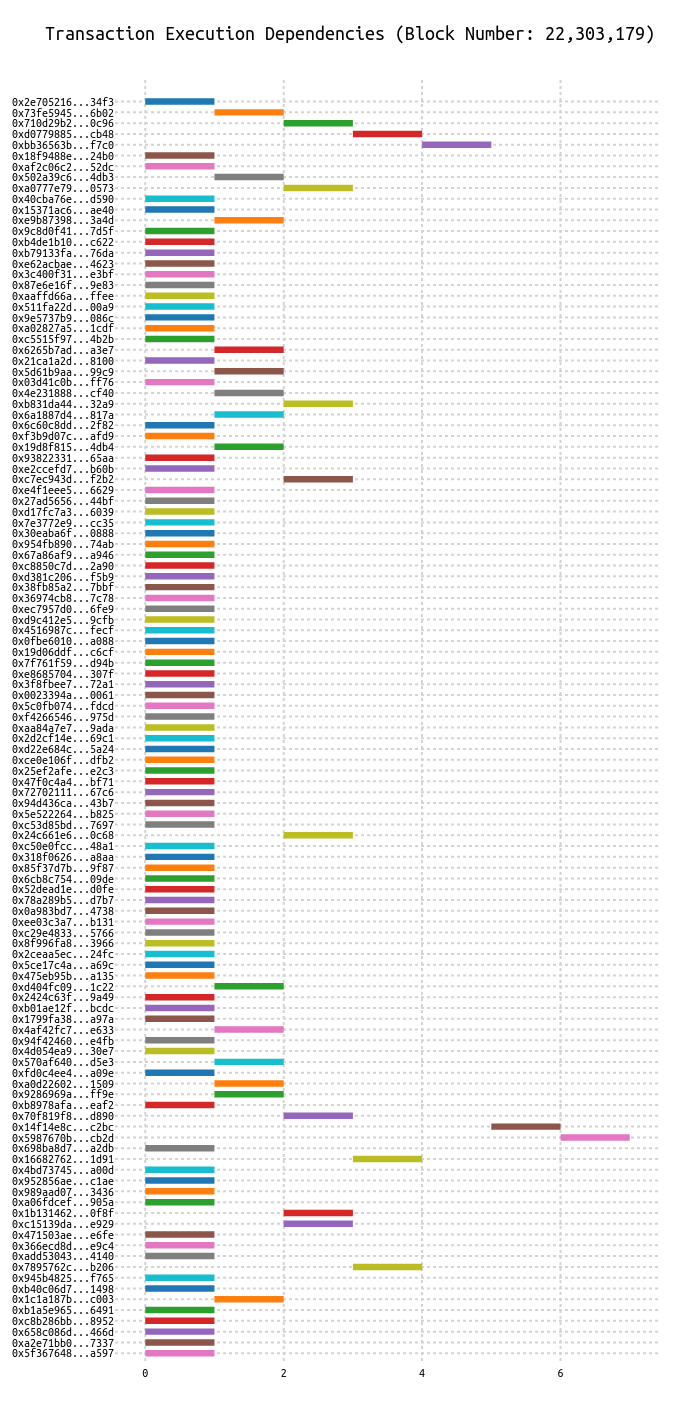 Transaction Execution Dependencies (Block Number: 22,303,179)
0x2e705216...34f3
0x73fe5945...6b02
0x710d29b2...0c96
0xd0779885...cb48
0xbb36563b...f7c0
0x18f9488e...24b0
0xaf2c06c2...52dc
0x502a39c6...4db3
0xa0777e79...0573
0x40cba76e...d590
0x15371ac6...ae40
0xe9b87398...3a4d
0x9c8d0f41...7d5f
0xb4de1b10...c622
0xb79133fa...76da
0xe62acbae...4623
0x3c400f31...e3bf
0x87e6e16f...9e83
0xaaffd66a...ffee
0x511fa22d...00a9
0x9e5737b9...086c
0xa02827a5...1cdf
0xc5515f97...4b2b
0x6265b7ad...a3e7
0x21ca1a2d...8100
0x5d61b9aa...99c9
0x03d41c0b...ff76
0x4e231888...cf40
0xb831da44...32a9
0x6a1887d4...817a
0x6c60c8dd...2f82
0xf3b9d07c...afd9
0x19d8f815...4db4
0x93822331...65aa
0xe2ccefd7...b60b
0xc7ec943d...f2b2
0xe4f1eee5...6629
0x27ad5656...44bf
0xd17fc7a3...6039
0x7e3772e9...cc35
0x30eaba6f...0888
0x954fb890...74ab
0x67a86af9...a946
0xc8850c7d...2a90
0xd381c206...f5b9
0x38fb85a2...7bbf
0x36974cb8...7c78
0xec7957d0...6fe9
0xd9c412e5...9cfb
0x4516987c...fecf
0x0fbe6010...a088
0x19d06ddf...c6cf
0x7f761f59...d94b
0xe8685704...307f
0x3f8fbee7...72a1
0x0023394a...0061
0x5c0fb074...fdcd
0xf4266546...975d
0xaa84a7e7...9ada
0x2d2cf14e...69c1
0xd22e684c...5a24
0xce0e106f...dfb2
0x25ef2afe...e2c3
0x47f0c4a4...bf71
0x72702111...67c6
0x94d436ca...43b7
0x5e522264...b825
0xc53d85bd...7697
0x24c661e6...0c68
0xc50e0fcc...48a1
0x318f0626...a8aa
0x85f37d7b...9f87
0x6cb8c754...09de
0x52dead1e...d0fe
0x78a289b5...d7b7
0x0a983bd7...4738
0xee03c3a7...b131
0xc29e4833...5766
0x8f996fa8...3966
0x2ceaa5ec...24fc
0x5ce17c4a...a69c
0x475eb95b...a135
0xd404fc09...1c22
0x2424c63f...9a49
0xb01ae12f...bcdc
0x1799fa38...a97a
0x4af42fc7...e633
0x94f42460...e4fb
0x4d054ea9...30e7
0x570af640...d5e3
0xfd0c4ee4...a09e
0xa0d22602...1509
0x9286969a...ff9e
0xb8978afa...eaf2
0x70f819f8...d890
0x14f14e8c...c2bc
0x5987670b...cb2d
0x698ba8d7...a2db
0x16682762...1d91
0x4bd73745...a00d
0x952856ae...c1ae
0x989aad07...3436
0xa06fdcef...905a
0x1b131462...0f8f
0xc15139da...e929
0x471503ae...e6fe
0x366ecd8d...e9c4
0xadd53043...4140
0x7895762c...b206
0x945b4825...f765
0xb40c06d7...1498
0x1c1a187b...c003
0xb1a5e965...6491
0xc8b286bb...8952
0x658c086d...466d
0xa2e71bb0...7337
0x5f367648...a597
0 2 4 6